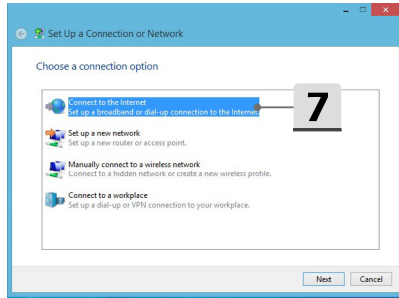 Set Up a Connection or Network
Choose a connection option
Connect to the Internet
Set up a broadband or dial-up connection to the Internet.
7
Set up a new network
Set up a new router or access point.
Manually connect to a wireless network
Connect to a hidden network or create a new wireless profile.
Connect to a workplace
Set up a dial-up or VPN connection to your workplace.
Next Cancel